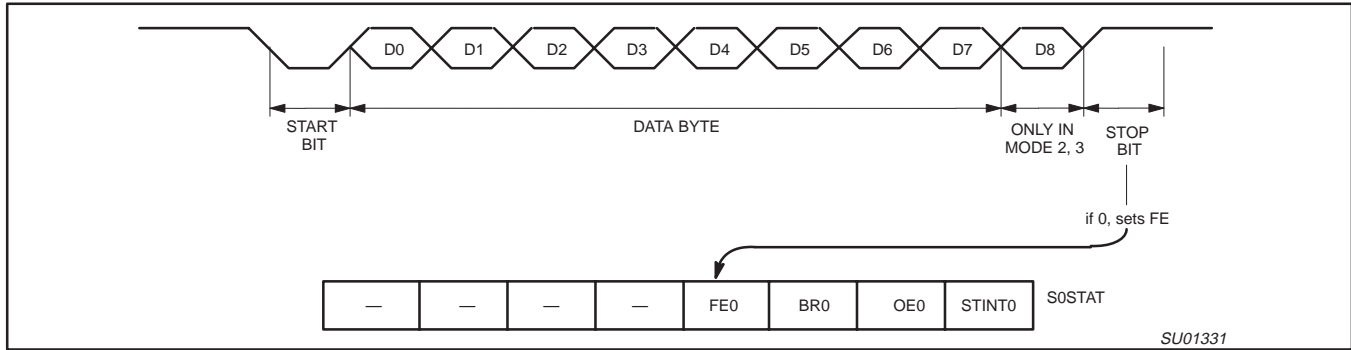 D0 D1 D2 D3 D4 D5 D6 D7 D8
START
BIT
DATA BYTE
ONLY IN
MODE 2, 3
STOP
BIT
if 0, sets FE
— — — — FE0 BR0 OE0 STINT0 S0STAT
SU01331